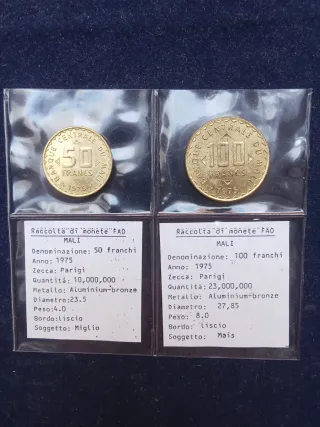 BANQUE CENTRALE DU MALI
50
FRANCS
1975
BANQUE CENTRALE DU MALI
100
FRANCS
1975
Raccolta di monete FAO
MALI
Denominazione: 50 franchi
Anno: 1975
Zecca: Parigi
Quantità: 10,000,000
Metallo: Aluminium-bronze
Diametro:23.5
Peso:4.0
Bordo:liscio
Soggetto: Miglio
Raccolta di monete FAO
MALI
Denominazione: 100 franchi
Anno: 1975
Zecca: Parigi
Quantità:23,000,000
Metallo: Aluminium-bronze
Diametro: 27,85
Peso: 8.0
Bordo: liscio
Soggetto: Mais